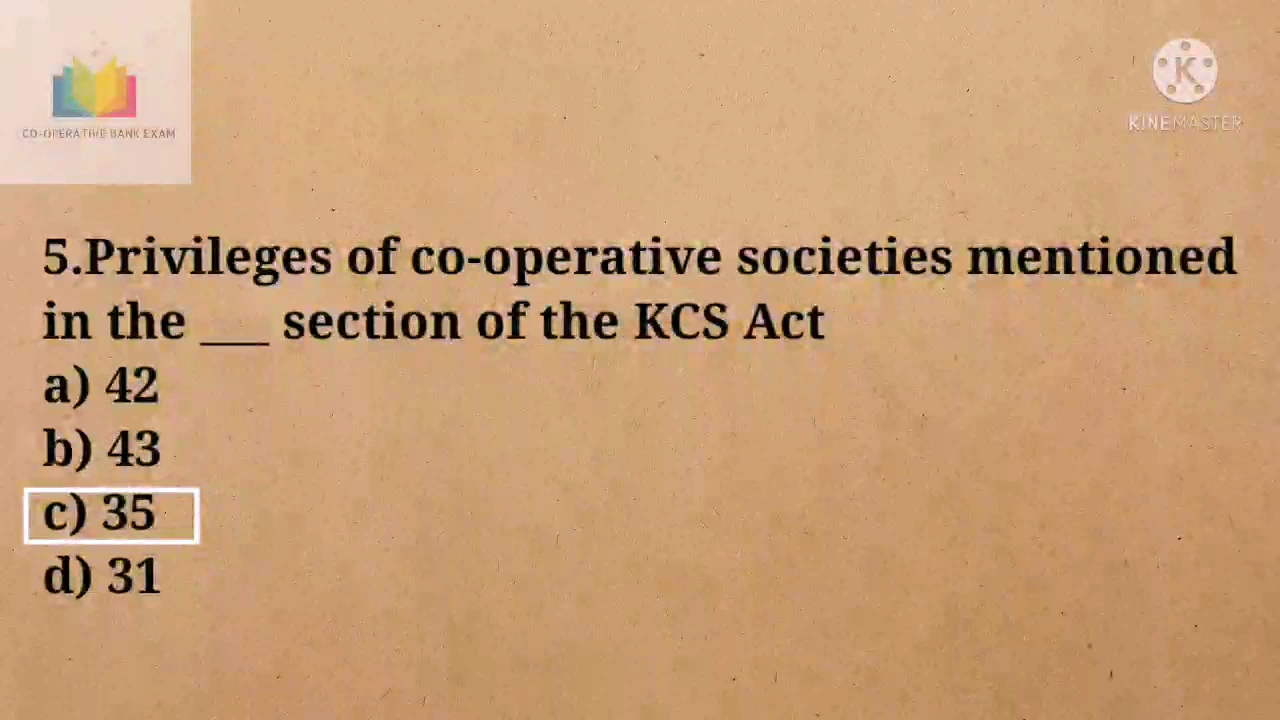 CO-OPERATIVE BANK EXAM
KINEMASTER
5.Privileges of co-operative societies mentioned
in the ___ section of the KCS Act
a) 42
b) 43
c) 35
d) 31